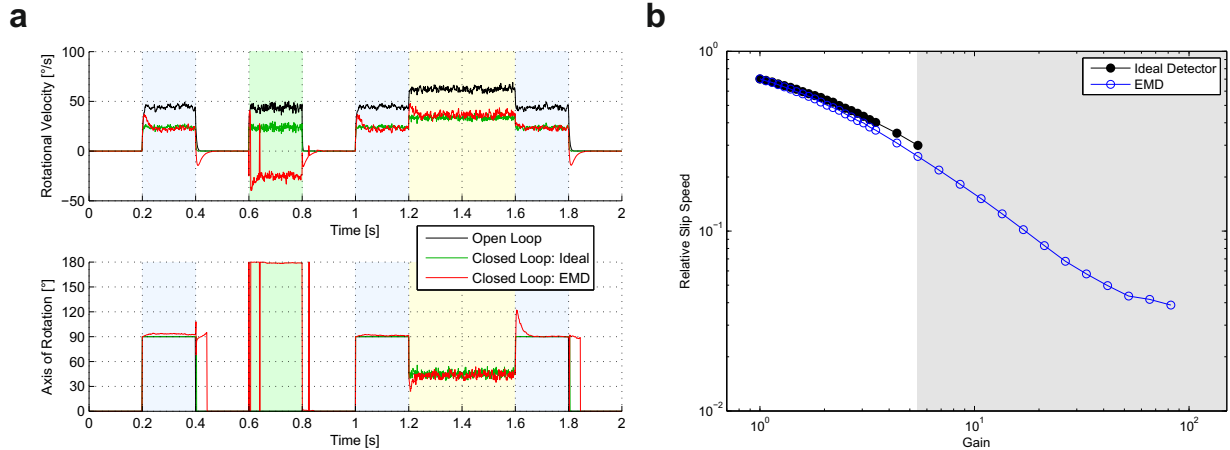 a
100
50
0
−50
Rotational Velocity [°/s]
0 0.2 0.4 0.6 0.8 1.0 1.2 1.4 1.6 1.8 2
Time [s]
Open Loop
Closed Loop: Ideal
Closed Loop: EMD
180
150
120
90
60
30
0
Axis of Rotation [°]
0 0.2 0.4 0.6 0.8 1.0 1.2 1.4 1.6 1.8 2
Time [s]
b
10^0
10^−1
10^−2
Relative Slip Speed
Ideal Detector
EMD
10^0 10^1 10^2
Gain